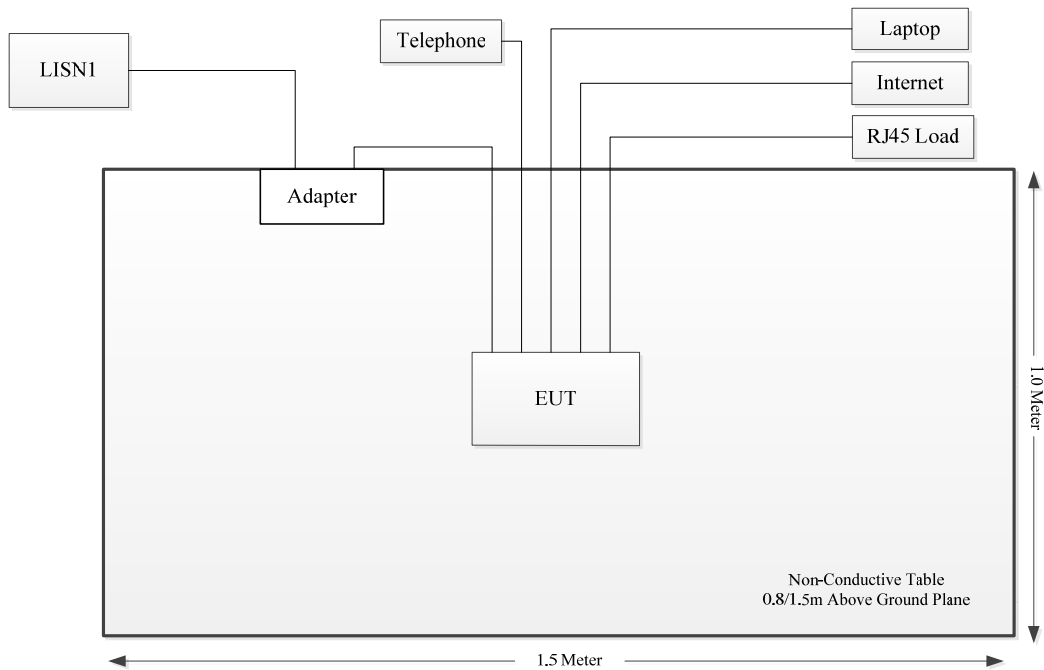 LISN1
Telephone
Laptop
Internet
RJ45 Load
Adapter
EUT
1.0 Meter
Non-Conductive Table
0.8/1.5m Above Ground Plane
1.5 Meter